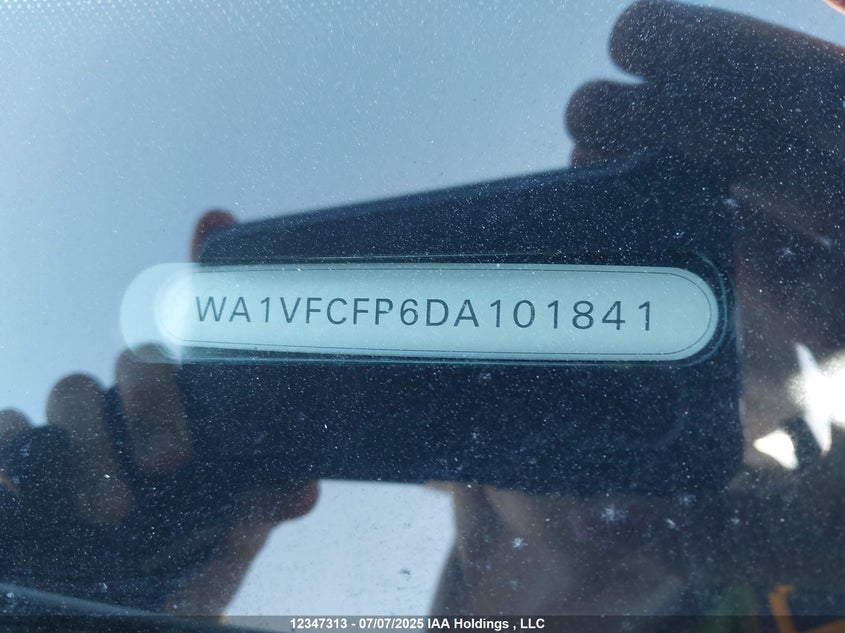 WA1VFCFP6DA101841
12347313 - 07/07/2025 IAA Holdings , LLC